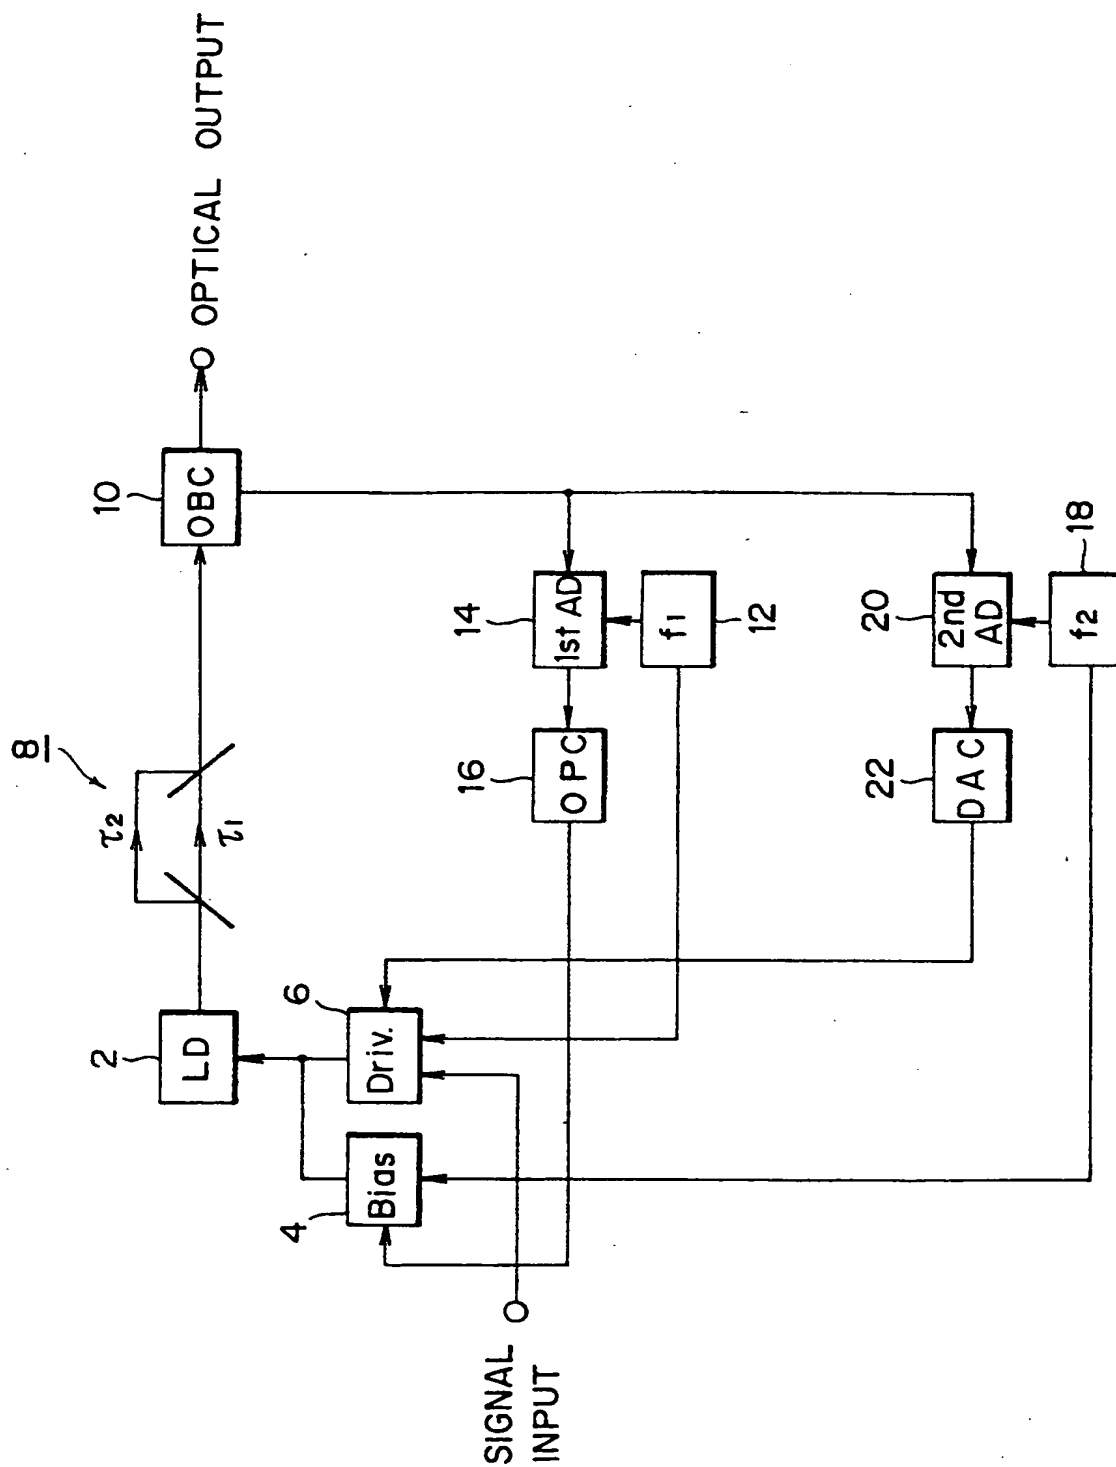 SIGNAL
INPUT
4
Bias
2
LD
6
Driv.
8
τ2
τ1
10
OBC
OPTICAL OUTPUT
14
1st AD
16
OPC
f1
12
20
2nd
AD
22
DAC
f2
18